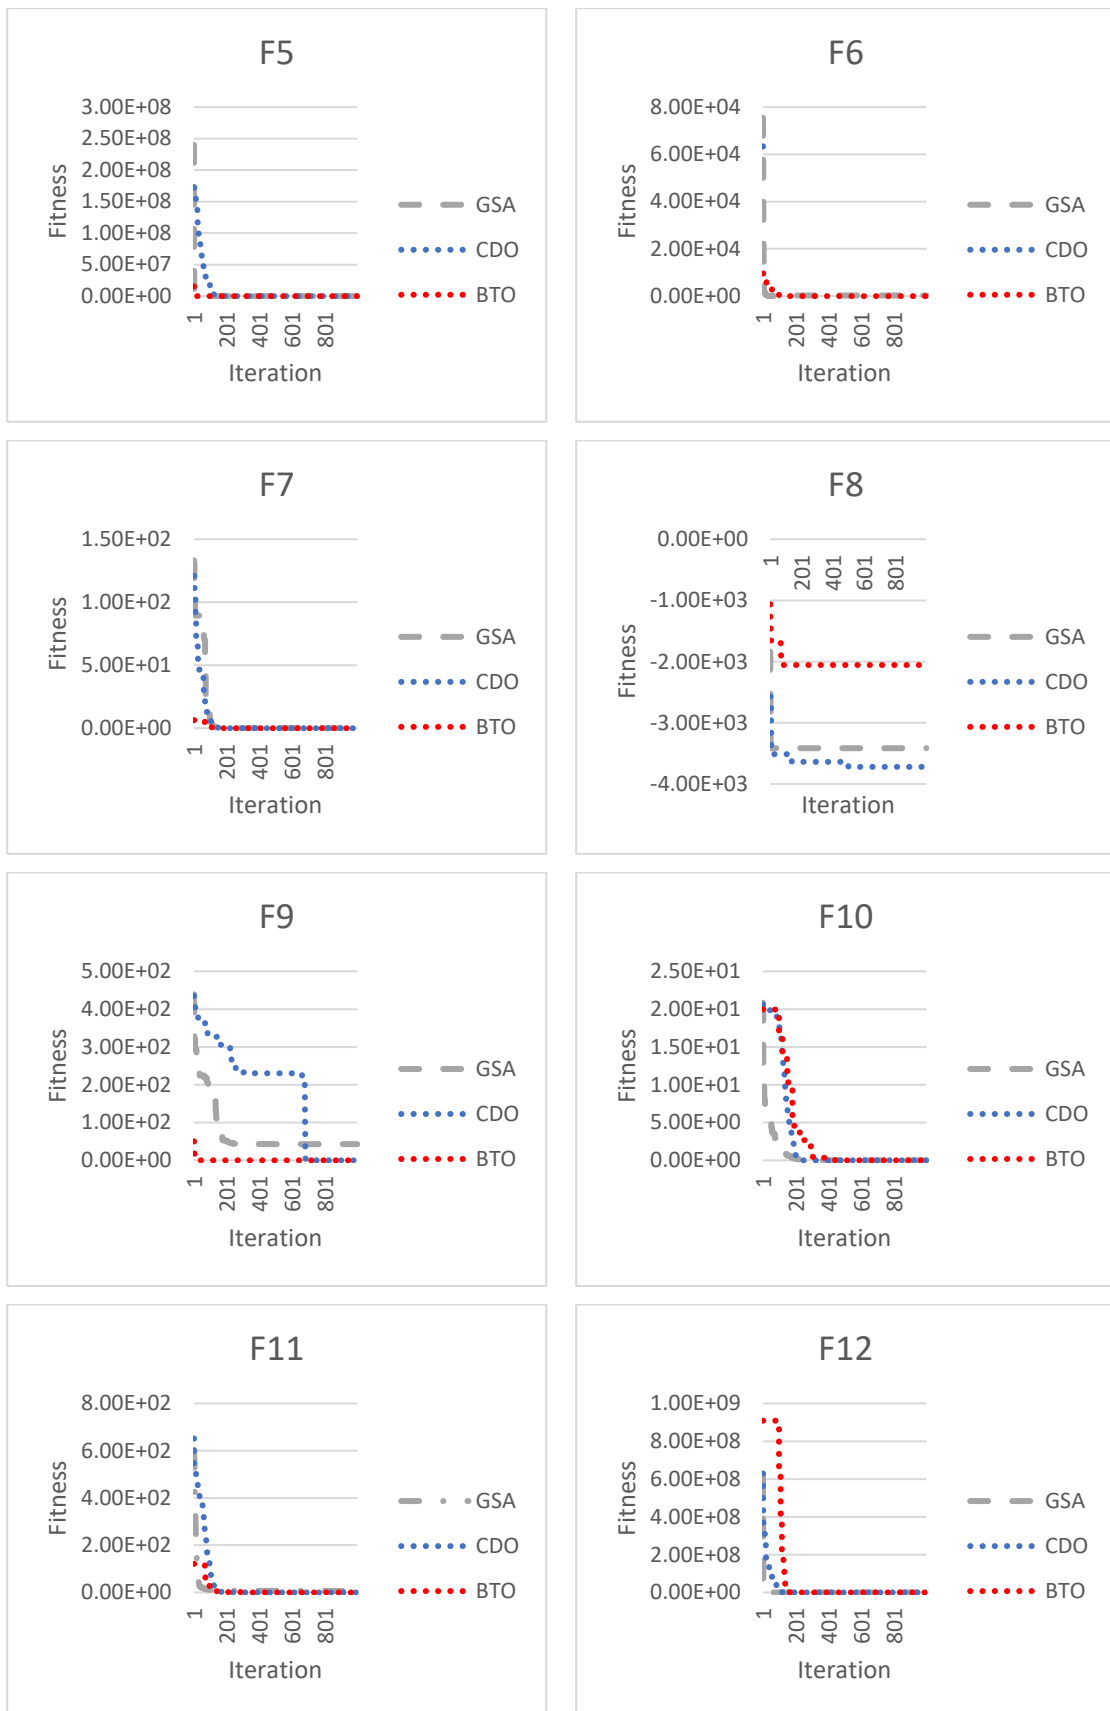 F5
3.00E+08
2.50E+08
2.00E+08
1.50E+08
1.00E+08
5.00E+07
0.00E+00
Fitness
1
201
401
601
801
Iteration
GSA
CDO
BTO
F6
8.00E+04
6.00E+04
4.00E+04
2.00E+04
0.00E+00
Fitness
1
201
401
601
801
Iteration
GSA
CDO
BTO
F7
1.50E+02
1.00E+02
5.00E+01
0.00E+00
Fitness
1
201
401
601
801
Iteration
GSA
CDO
BTO
F8
0.00E+00
-1.00E+03
-2.00E+03
-3.00E+03
-4.00E+03
Fitness
1
201
401
601
801
Iteration
GSA
CDO
BTO
F9
5.00E+02
4.00E+02
3.00E+02
2.00E+02
1.00E+02
0.00E+00
Fitness
1
201
401
601
801
Iteration
GSA
CDO
BTO
F10
2.50E+01
2.00E+01
1.50E+01
1.00E+01
5.00E+00
0.00E+00
Fitness
1
201
401
601
801
Iteration
GSA
CDO
BTO
F11
8.00E+02
6.00E+02
4.00E+02
2.00E+02
0.00E+00
Fitness
1
201
401
601
801
Iteration
GSA
CDO
BTO
F12
1.00E+09
8.00E+08
6.00E+08
4.00E+08
2.00E+08
0.00E+00
Fitness
1
201
401
601
801
Iteration
GSA
CDO
BTO